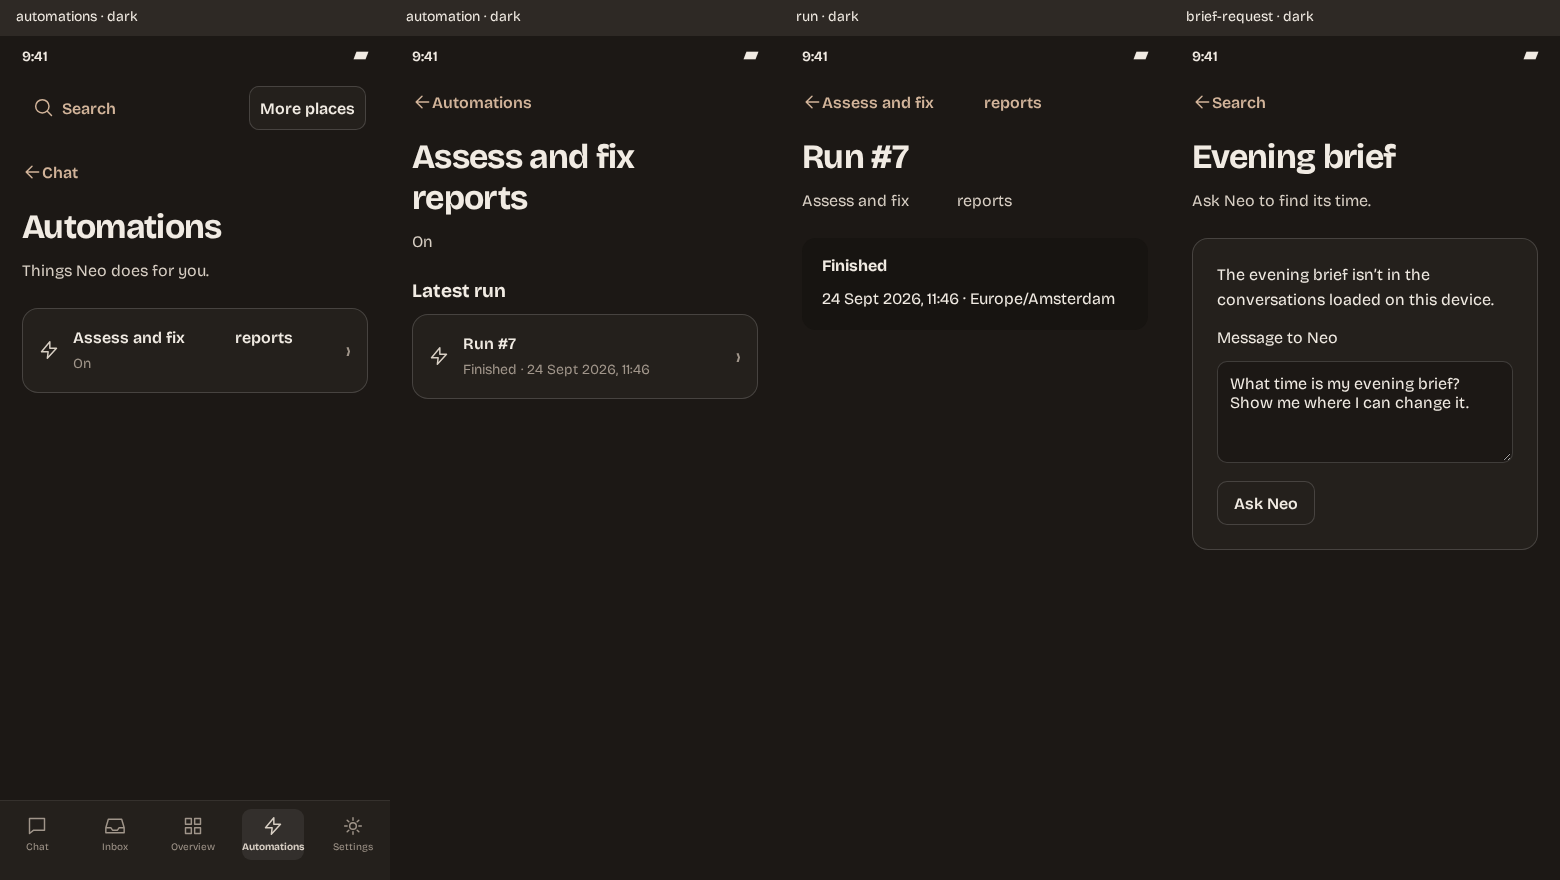 automations · dark
9:41
Search
More places
Chat
Automations
Things Neo does for you.
Assess and fix reports
On
Chat
Inbox
Overview
Automations
Settings
automation · dark
9:41
Automations
Assess and fix
reports
On
Latest run
Run #7
Finished · 24 Sept 2026, 11:46
run · dark
9:41
Assess and fix reports
Run #7
Assess and fix reports
Finished
24 Sept 2026, 11:46 · Europe/Amsterdam
brief-request · dark
9:41
Search
Evening brief
Ask Neo to find its time.
The evening brief isn’t in the
conversations loaded on this device.
Message to Neo
What time is my evening brief?
Show me where I can change it.
Ask Neo